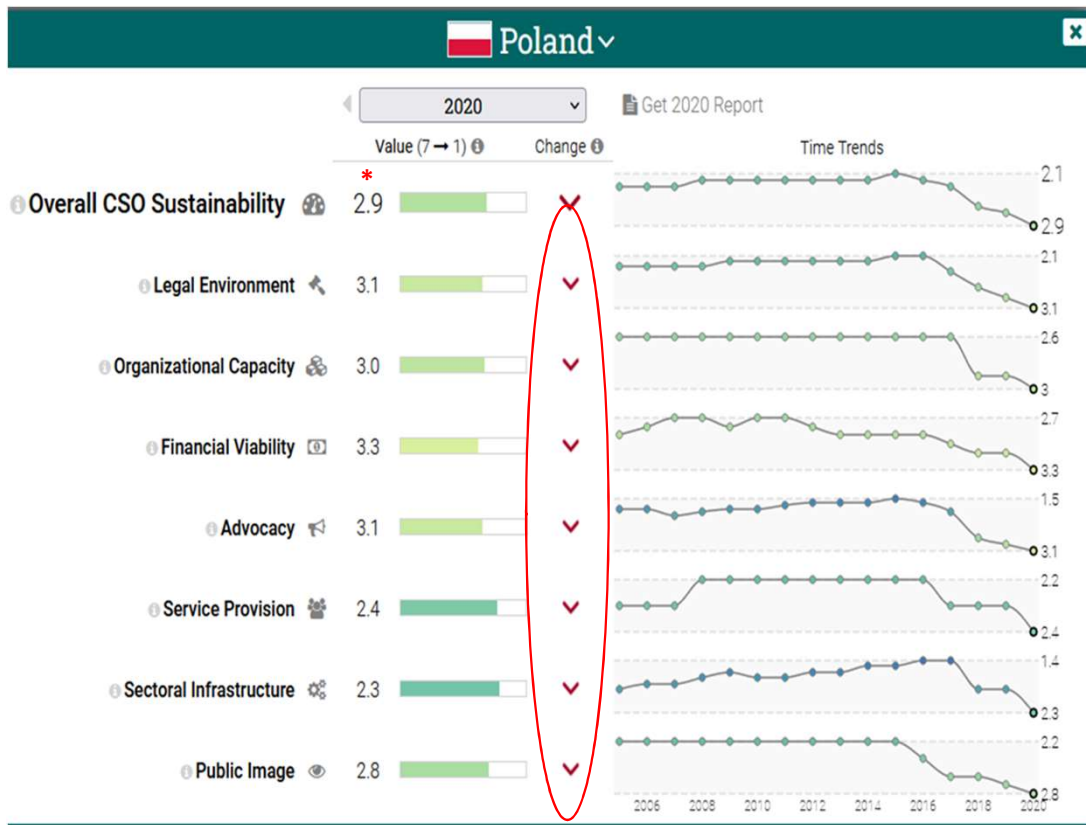 Poland
2020
Get 2020 Report
Value (7 → 1) Change Time Trends
*
Overall CSO Sustainability 2.9 2.1
2.9
Legal Environment 3.1 2.1
3.1
Organizational Capacity 3.0 2.6
3
Financial Viability 3.3 2.7
3.3
Advocacy 3.1 1.5
3.1
Service Provision 2.4 2.2
2.4
Sectoral Infrastructure 2.3 1.4
2.3
Public Image 2.8 2.2
2.8
2006 2008 2010 2012 2014 2016 2018 2020